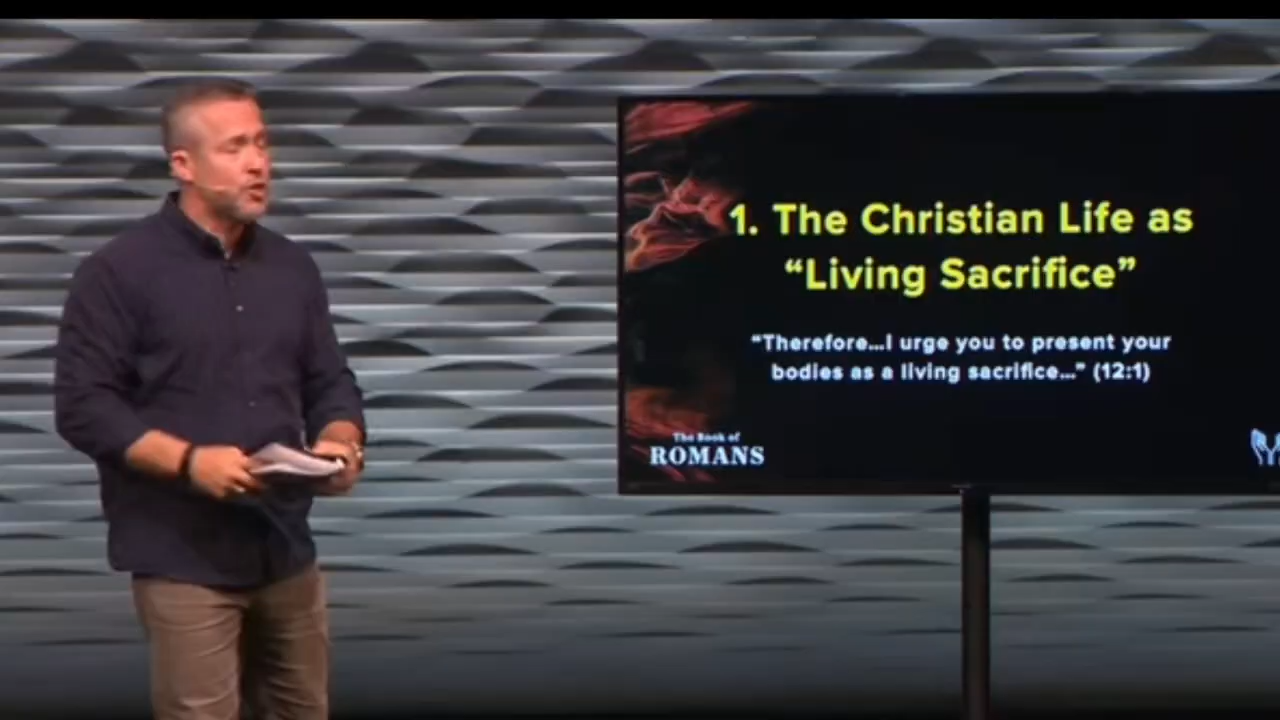 1. The Christian Life as
“Living Sacrifice”
“Therefore...I urge you to present your
bodies as a living sacrifice...” (12:1)
The Book of
ROMANS